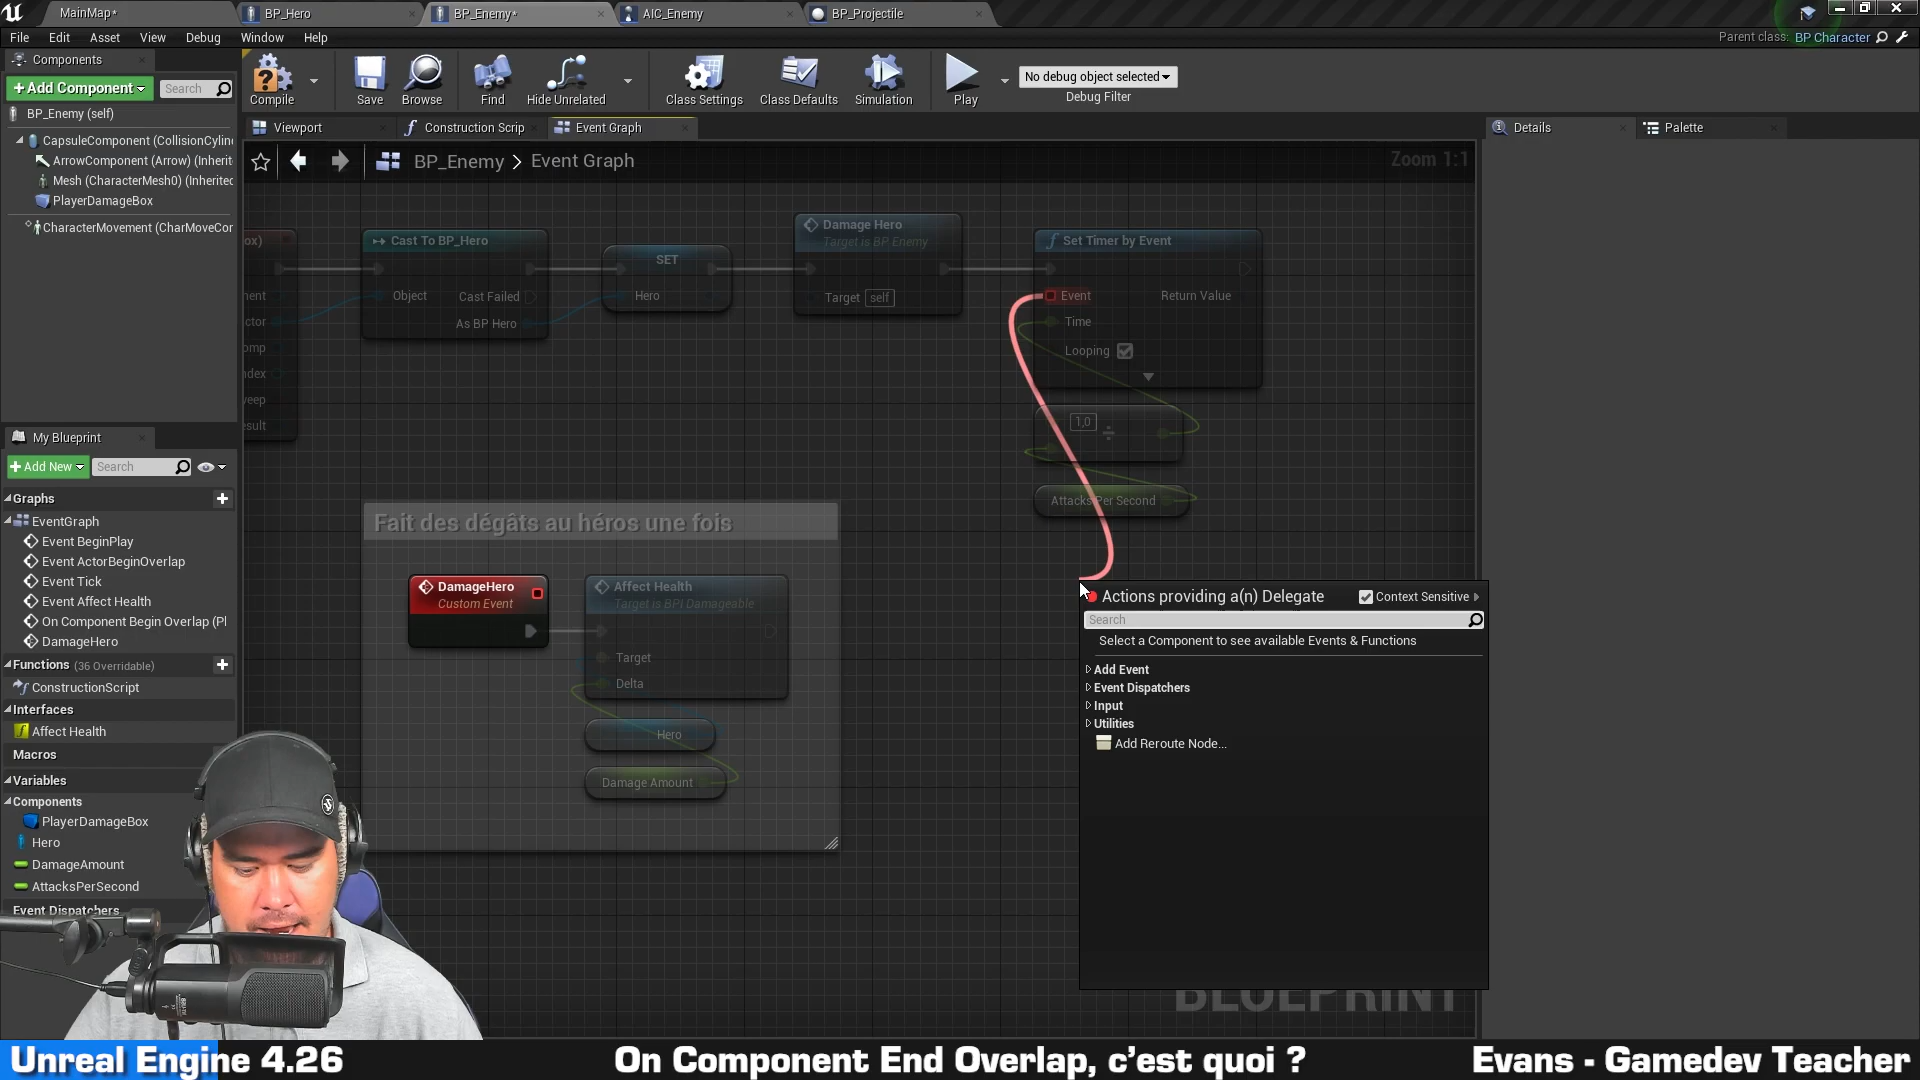 MainMap*
BP_Hero
BP_Enemy*
AIC_Enemy
BP_Projectile
File Edit Asset View Debug Window Help
Parent class: BP Character
Components
+Add Component
Search
BP_Enemy (self)
CapsuleComponent (CollisionCylin
ArrowComponent (Arrow) (Inherit
Mesh (CharacterMesh0) (Inherited
PlayerDamageBox
CharacterMovement (CharMoveCor
Compile
Save
Browse
Find
Hide Unrelated
Class Settings
Class Defaults
Simulation
Play
No debug object selected
Debug Filter
Viewport
Construction Scrip
Event Graph
Details
Palette
BP_Enemy > Event Graph
Zoom 1:1
ox)
nent
ctor
omp
ndex
veep
esult
Cast To BP_Hero
Object
Cast Failed
As BP Hero
SET
Hero
Damage Hero
Target is BP Enemy
Target self
Set Timer by Event
Event
Return Value
Time
Looping
1,0
÷
Attacks Per Second
Fait des dégâts au héros une fois
DamageHero
Custom Event
Affect Health
Target is BPI Damageable
Target
Delta
Hero
Damage Amount
Actions providing a(n) Delegate
Context Sensitive
Search
Select a Component to see available Events & Functions
Add Event
Event Dispatchers
Input
Utilities
Add Reroute Node...
BLUEPRINT
My Blueprint
+Add New
Search
Graphs
EventGraph
Event BeginPlay
Event ActorBeginOverlap
Event Tick
Event Affect Health
On Component Begin Overlap (Pl
DamageHero
Functions (36 Overridable)
ConstructionScript
Interfaces
Affect Health
Macros
Variables
Components
PlayerDamageBox
Hero
DamageAmount
AttacksPerSecond
Event Dispatchers
Unreal Engine 4.26
On Component End Overlap, c'est quoi ?
Evans - Gamedev Teacher